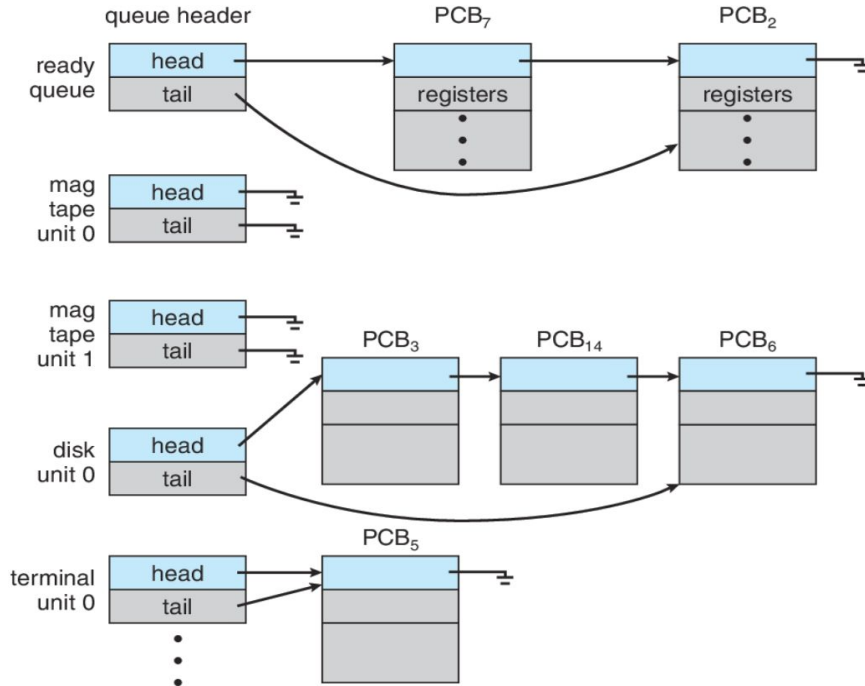 queue header
PCB₇
PCB₂
ready
queue
head
tail
registers
registers
mag
tape
unit 0
head
tail
mag
tape
unit 1
head
tail
PCB₃
PCB₁₄
PCB₆
disk
unit 0
head
tail
PCB₅
terminal
unit 0
head
tail